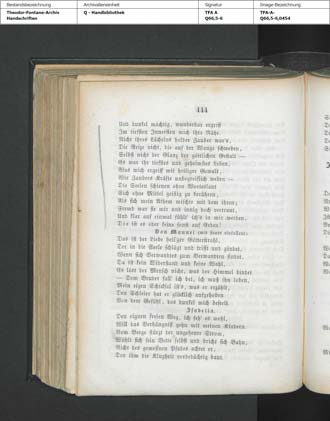 Bestandsbezeichnung
Archivalieneinheit
Signatur
Image-Bezeichnung
Theodor-Fontane-Archiv
Handschriften
Q - Handbibliothek
TFA A
Q66,5-6
TFA-A-
Q66,5-6,0454
444
Und dunkel mächtig, wunderbar ergriff
Im tiefsten Innersten mich ihre Nähe.
Nicht ihres Lächelns holder Zauber war's,
Die Reize nicht, die auf der Wange schweben,
Selbst nicht der Glanz der göttlichen Gestalt —
Es war ihr tiefstes und geheimstes Leben,
Was mich ergriff mit heiliger Gewalt,
Wie Zaubers Kräfte unbegreiflich weben —
Die Seelen schienen ohne Worteslaut
Sich ohne Mittel geistig zu berühren,
Als sich mein Athem mischte mit dem ihren;
Fremd war sie mir und innig doch vertraut,
Und klar auf einmal fühlt' ich's in mir werden,
Die ist es oder keine sonst auf Erden!
Don Manuel (mit Feuer einfallend).
Das ist der Liebe heil'ger Götterstrahl,
Der in die Seele schlägt und trifft und zündet,
Wenn sich Verwandtes zum Verwandten findet,
Da ist kein Widerstand und keine Wahl,
Es löst der Mensch nicht, was der Himmel bindet.
— Dem Bruder fall' ich bei, ich muß ihn loben,
Mein eigen Schicksal ist's, was er erzählt,
Den Schleier hat er glücklich aufgehoben
Von dem Gefühl, das dunkel mich beseelt.
Isabella.
Den eignen freien Weg, ich seh' es wohl,
Will das Verhängniß gehn mit meinen Kindern.
Vom Berge stürzt der ungeheure Strom,
Wühlt sich sein Bette selbst und bricht sich Bahn,
Nicht des gemeßnen Pfades achtet er,
Den ihm die Klugheit vorbedächtig baut.